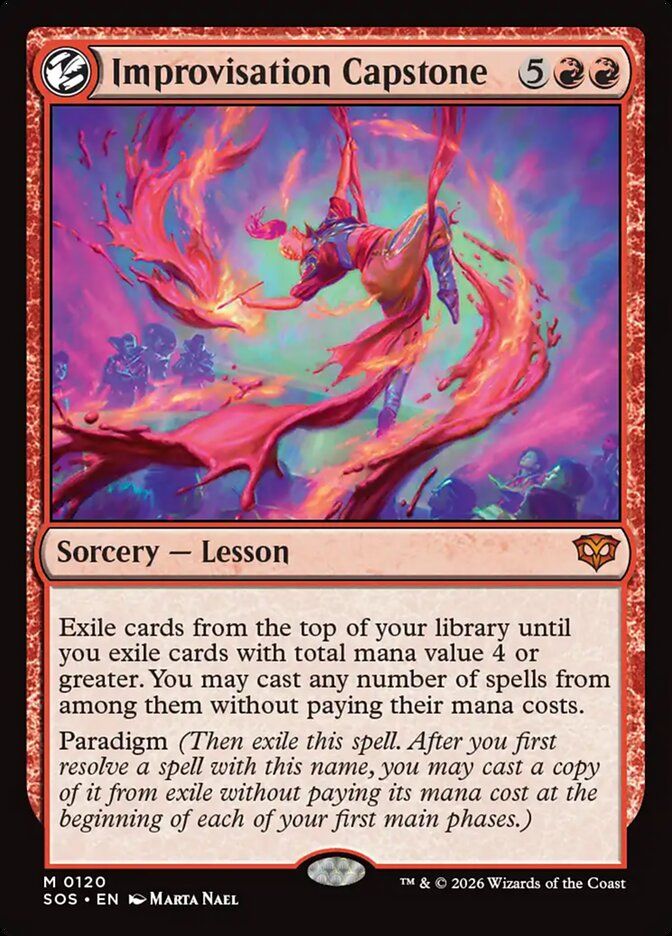 Improvisation Capstone 5
Sorcery — Lesson
Exile cards from the top of your library until
you exile cards with total mana value 4 or
greater. You may cast any number of spells from
among them without paying their mana costs.
Paradigm (Then exile this spell. After you first
resolve a spell with this name, you may cast a copy
of it from exile without paying its mana cost at the
beginning of each of your first main phases.)
M 0120
SOS • EN Marta Nael
™ & © 2026 Wizards of the Coast